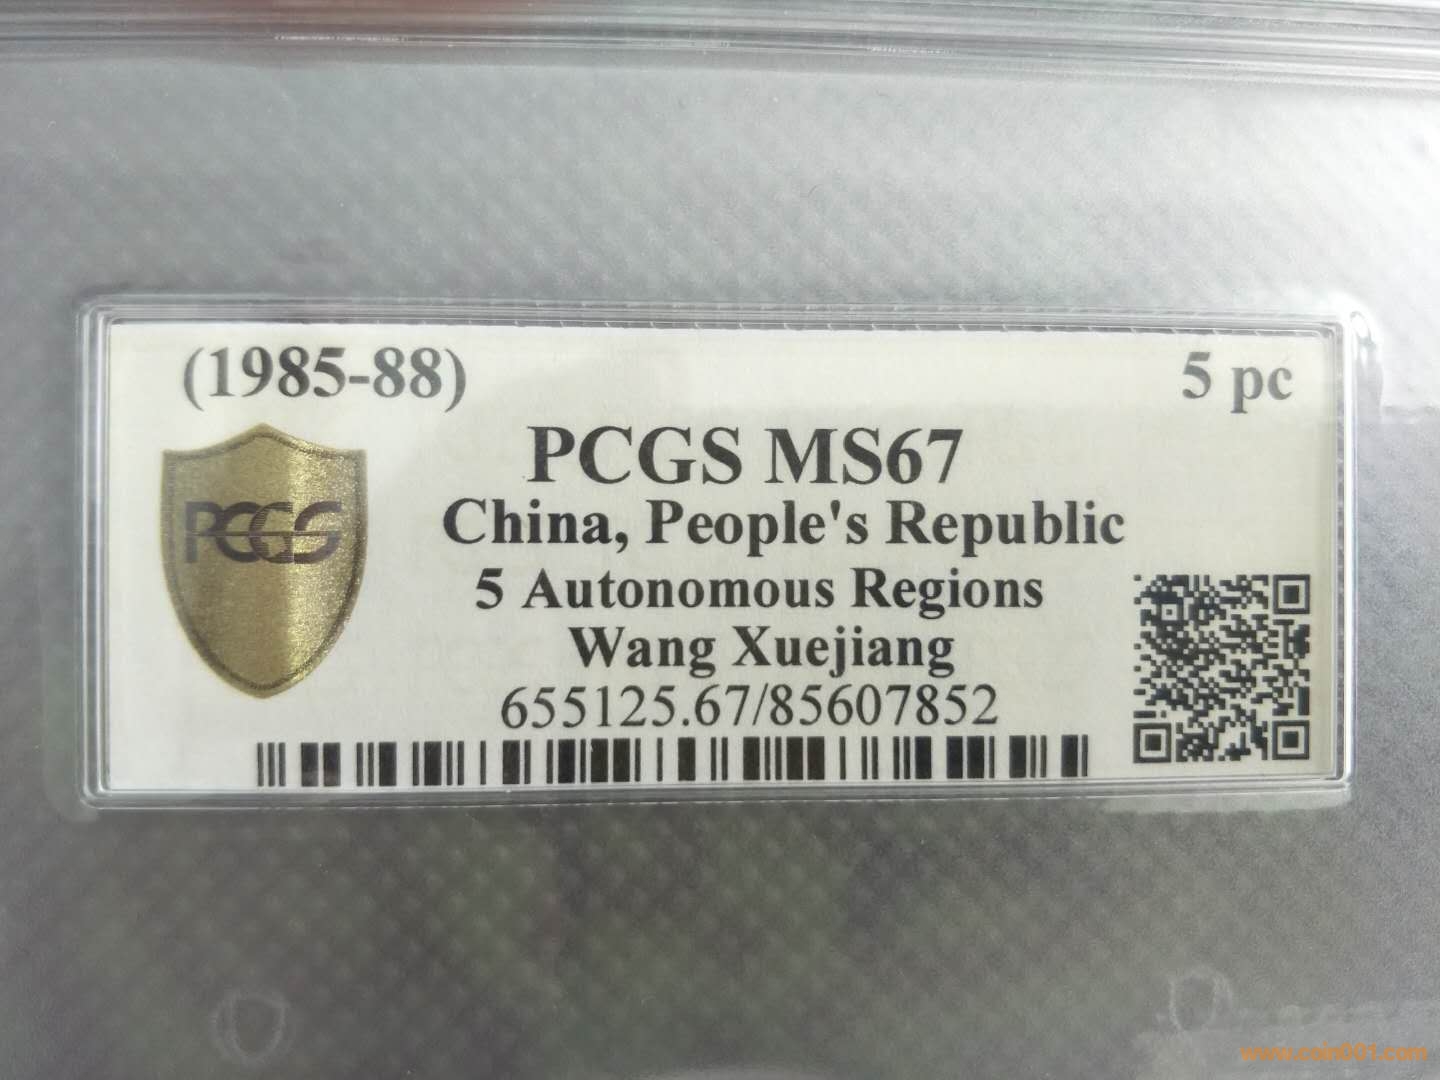 (1985-88) 5 pc
PCGS MS67
China, People's Republic
PCGS
5 Autonomous Regions
Wang Xuejiang
655125.67/85607852
www.coin001.com